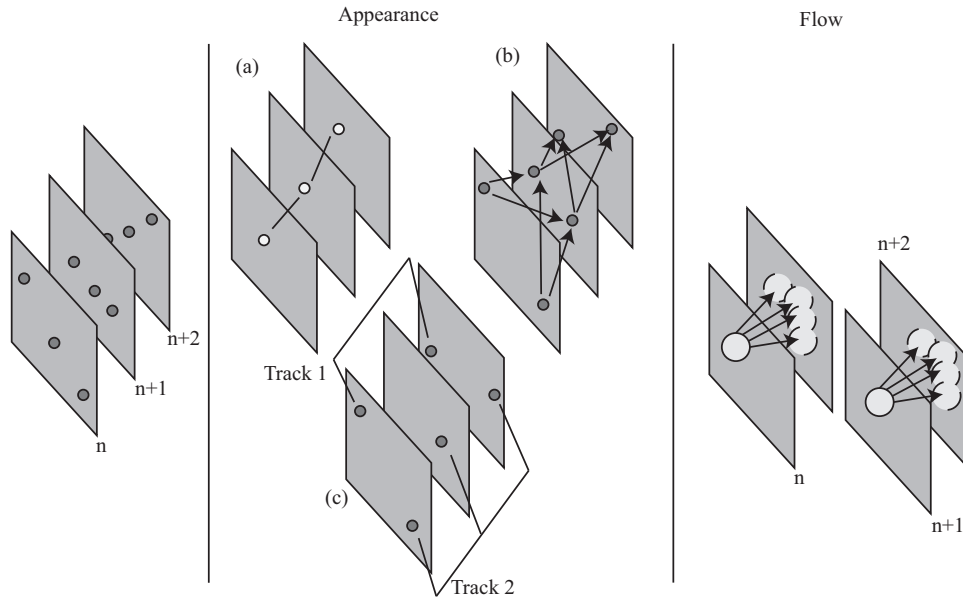 Appearance
Flow
(a)
(b)
n+2
n+1
n
Track 1
(c)
Track 2
n+2
n
n+1